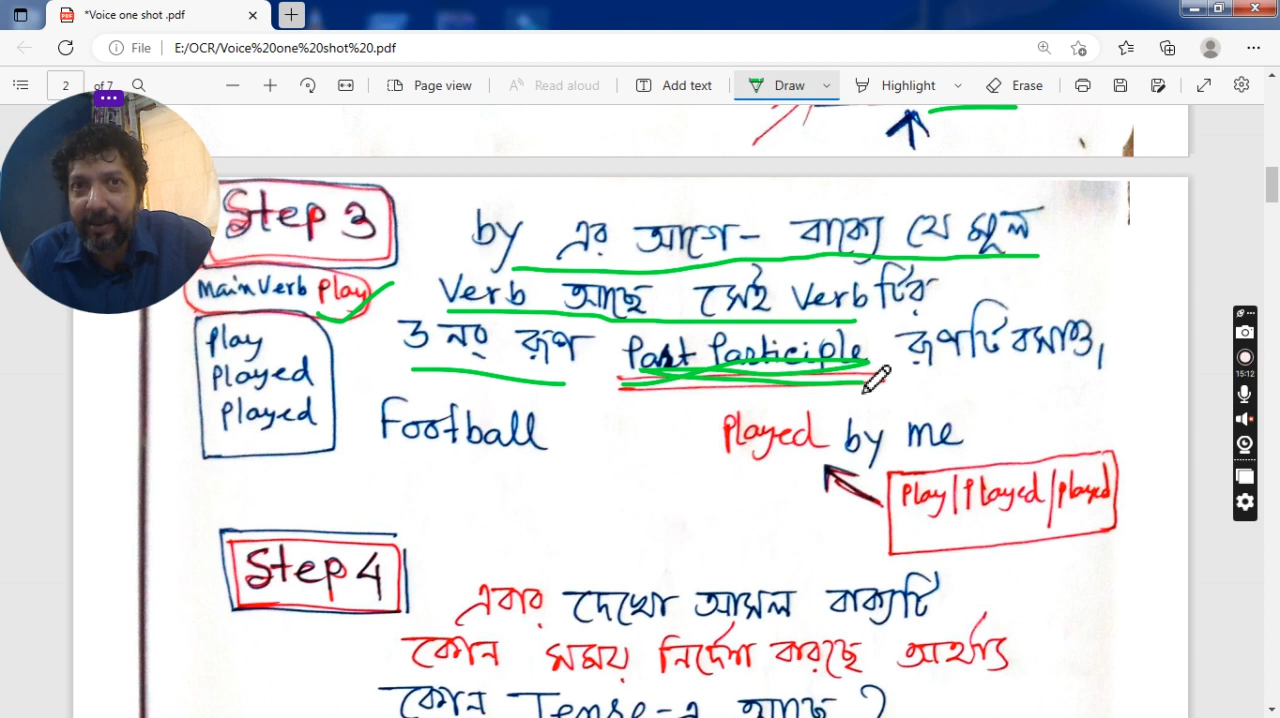 *Voice one shot .pdf
File E:/OCR/Voice%20one%20shot%20.pdf
2 of 7 Page view Read aloud Add text Draw Highlight Erase
Step 3
by এর আগে- বাক্যে যে মূল
Main Verb Play
Verb আছে সেই Verb টির
৩ নং রূপ Past Participle রূপটি বসাও,
Play
Played
Played
Football played by me
Play/Played/Played
Step 4
এবার দেখো আসল বাক্যটি
কোন সময় নির্দেশ করছে অর্থাৎ
কোন Tense-এ আছে ?
15:12